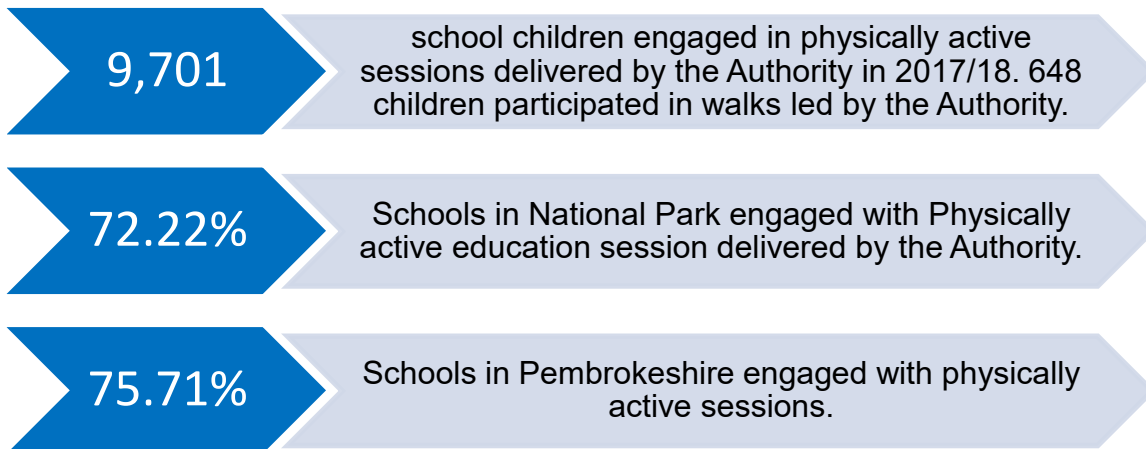 9,701
school children engaged in physically active
sessions delivered by the Authority in 2017/18. 648
children participated in walks led by the Authority.
72.22%
Schools in National Park engaged with Physically
active education session delivered by the Authority.
75.71%
Schools in Pembrokeshire engaged with physically
active sessions.